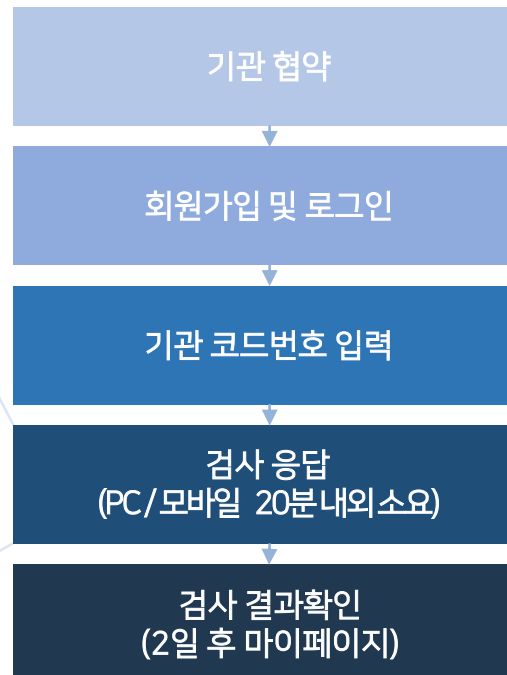 기관 협약
회원가입 및 로그인
기관 코드번호 입력
검사 응답
(PC/모바일 20분내외소요)
검사 결과확인
(2일 후 마이페이지)